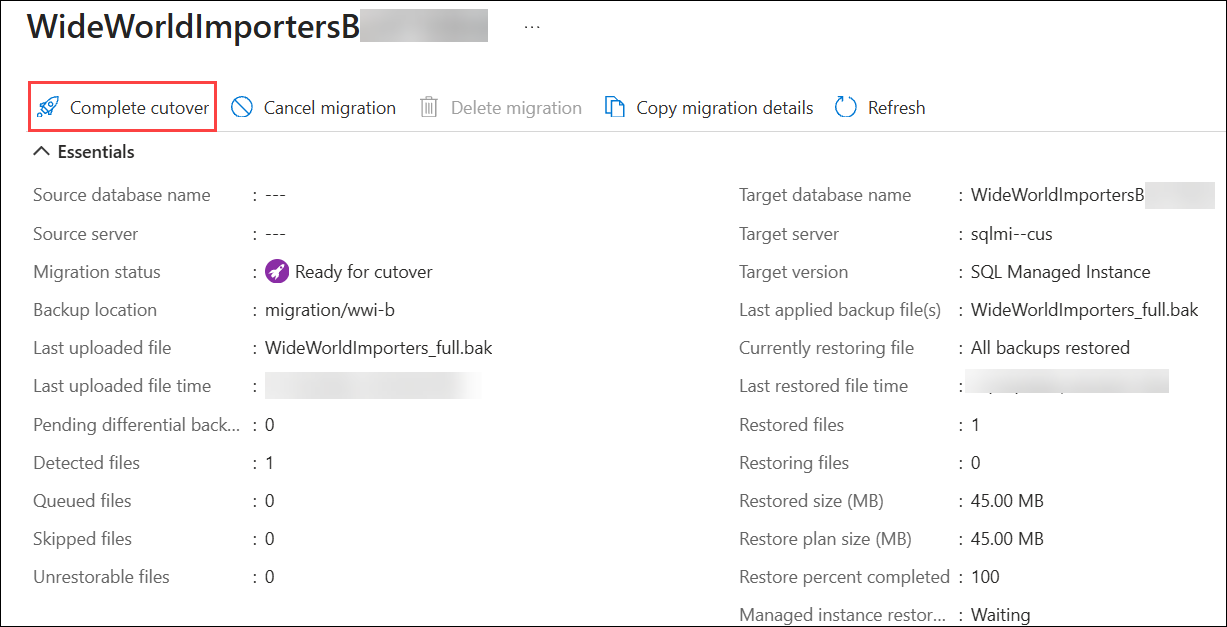 WideWorldImportersB ...
Complete cutover Cancel migration Delete migration Copy migration details Refresh
Essentials
Source database name : ---
Source server : ---
Migration status : Ready for cutover
Backup location : migration/wwi-b
Last uploaded file : WideWorldImporters_full.bak
Last uploaded file time :
Pending differential back... : 0
Detected files : 1
Queued files : 0
Skipped files : 0
Unrestorable files : 0
Target database name : WideWorldImportersB
Target server : sqlmi--cus
Target version : SQL Managed Instance
Last applied backup file(s) : WideWorldImporters_full.bak
Currently restoring file : All backups restored
Last restored file time :
Restored files : 1
Restoring files : 0
Restored size (MB) : 45.00 MB
Restore plan size (MB) : 45.00 MB
Restore percent completed : 100
Managed instance restor... : Waiting